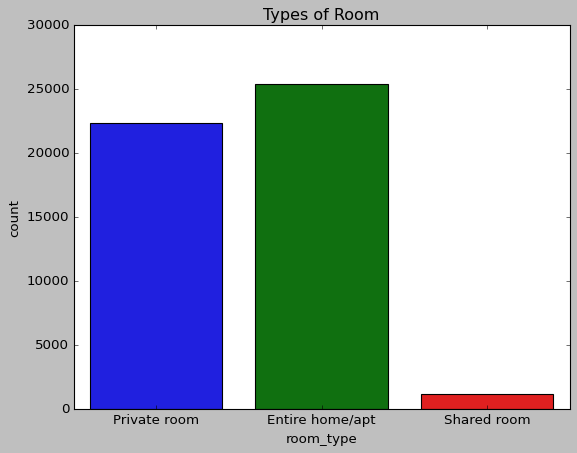 Types of Room
30000
25000
20000
15000
10000
5000
0
count
Private room
Entire home/apt
Shared room
room_type